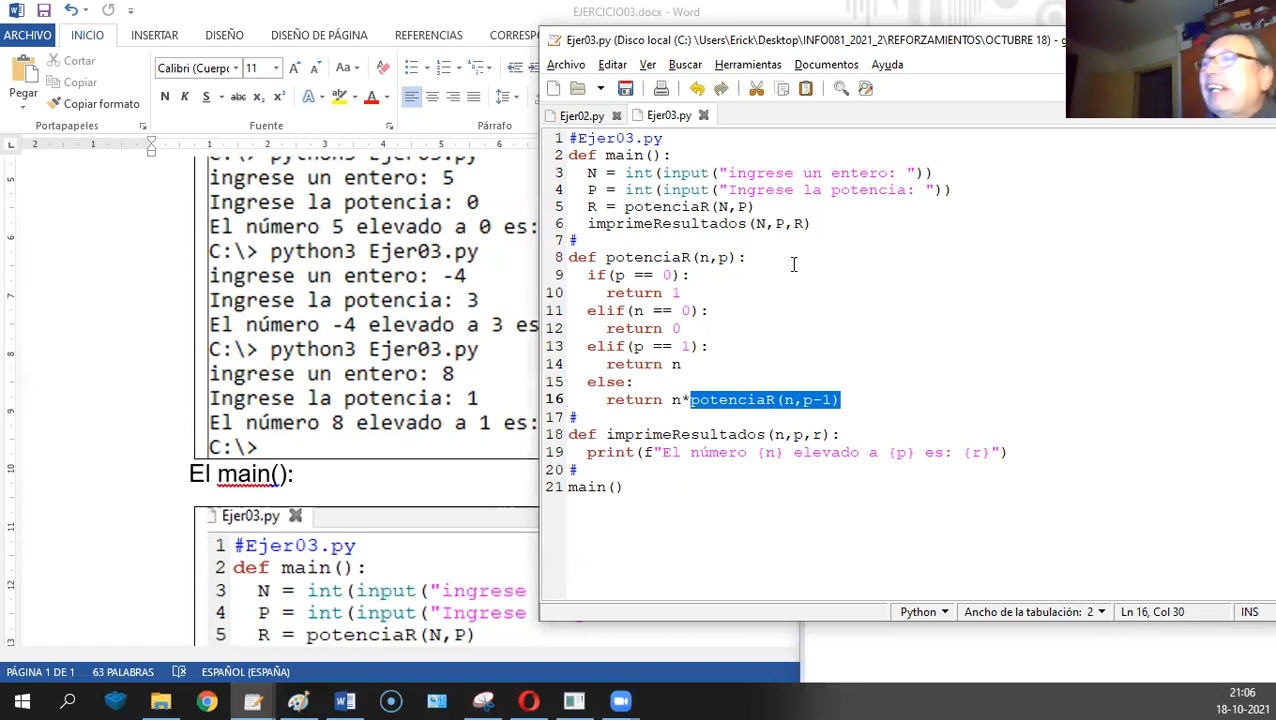 EJERCICIO03.docx - Word
ARCHIVO INICIO INSERTAR DISEÑO DISEÑO DE PÁGINA REFERENCIAS CORRESP
Cortar
Copiar
Copiar formato
Pegar
Calibri (Cuerpo 11
N K S abc x₂ x²
Portapapeles
Fuente
Párrafo
C:\> python3 Ejer03.py
ingrese un entero: 5
Ingrese la potencia: 0
El número 5 elevado a 0 es:
C:\> python3 Ejer03.py
ingrese un entero: -4
Ingrese la potencia: 3
El número -4 elevado a 3 es
C:\> python3 Ejer03.py
ingrese un entero: 8
Ingrese la potencia: 1
El número 8 elevado a 1 es:
C:\>
El main():
Ejer03.py
1 #Ejer03.py
2 def main():
3 N = int(input("ingrese
4 P = int(input("Ingrese
5 R = potenciaR(N,P)
PÁGINA 1 DE 1 63 PALABRAS ESPAÑOL (ESPAÑA)
Ejer03.py (Disco local (C:) \Users\Erick\Desktop\INFO081_2021_2\REFORZAMIENTOS\OCTUBRE 18) - g
Archivo Editar Ver Buscar Herramientas Documentos Ayuda
Ejer02.py Ejer03.py
1 #Ejer03.py
2 def main():
3 N = int(input("ingrese un entero: "))
4 P = int(input("Ingrese la potencia: "))
5 R = potenciaR(N,P)
6 imprimeResultados(N,P,R)
7 #
8 def potenciaR(n,p):
9 if(p == 0):
10 return 1
11 elif(n == 0):
12 return 0
13 elif(p == 1):
14 return n
15 else:
16 return n*potenciaR(n,p-1)
17 #
18 def imprimeResultados(n,p,r):
19 print(f"El número {n} elevado a {p} es: {r}")
20 #
21 main()
Python Ancho de la tabulación: 2 Ln 16, Col 30 INS
21:06
18-10-2021